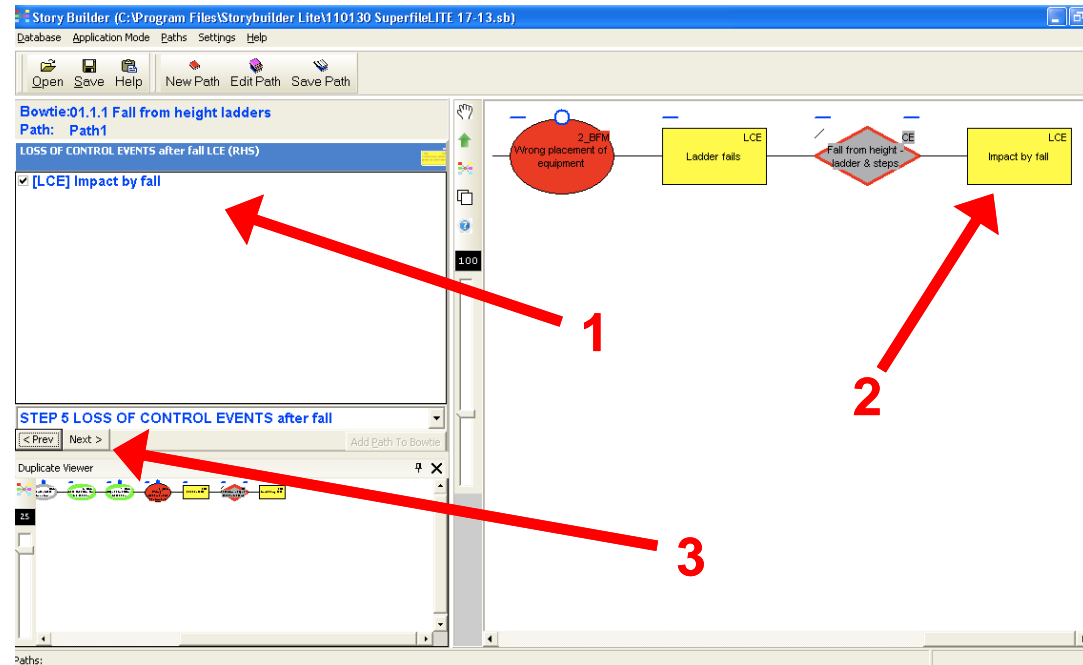 Story Builder (C:\Program Files\Storybuilder Lite\110130 SuperfileLITE 17-13.sb)
Database Application Mode Paths Settings Help
Open Save Help New Path Edit Path Save Path
Bowtie:01.1.1 Fall from height ladders
Path: Path1
LOSS OF CONTROL EVENTS after fall LCE (RHS)
[LCE] Impact by fall
100
2_BFM
Wrong placement of
equipment
LCE
Ladder fails
CE
Fall from height -
ladder & steps
LCE
Impact by fall
1
2
STEP 5 LOSS OF CONTROL EVENTS after fall
< Prev Next > Add Path To Bowtie
Duplicate Viewer
25
3
Paths: